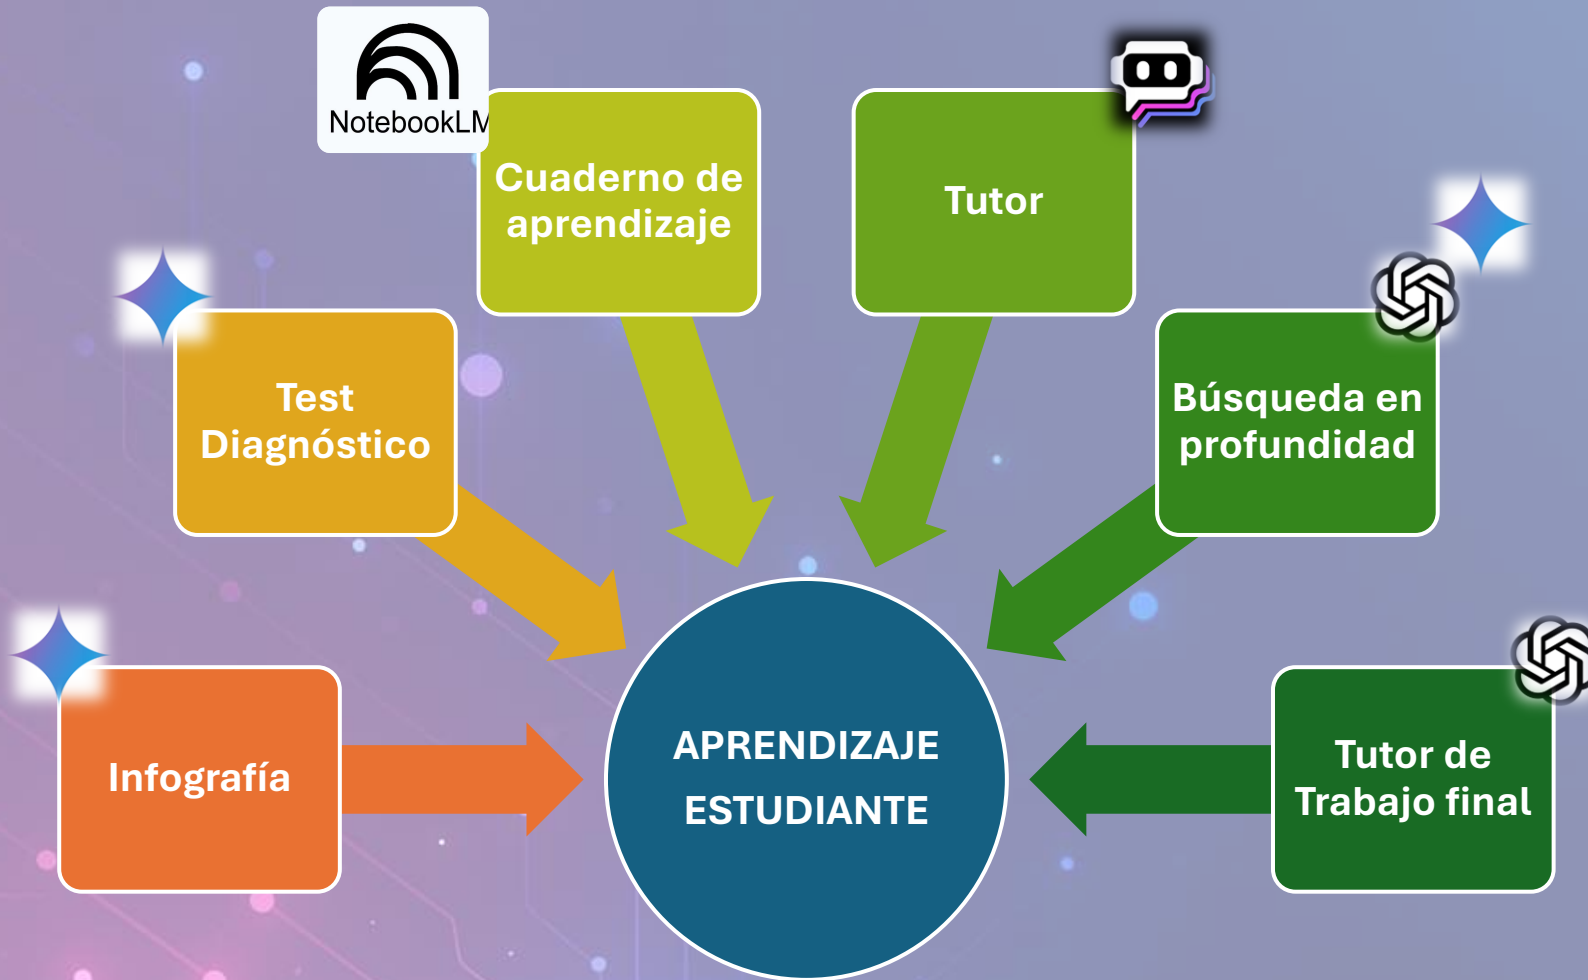 NotebookLM
Cuaderno de
aprendizaje
Tutor
Test
Diagnóstico
Búsqueda en
profundidad
Infografía
APRENDIZAJE
ESTUDIANTE
Tutor de
Trabajo final